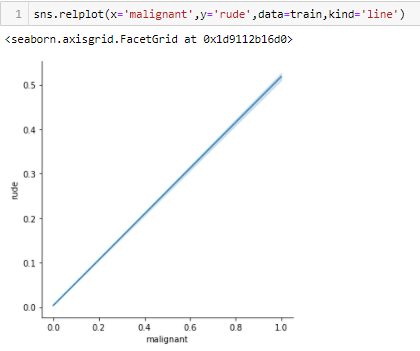 1 sns.relplot(x='malignant',y='rude',data=train,kind='line')
<seaborn.axisgrid.FacetGrid at 0x1d9112b16d0>
0.5
0.4
0.3
0.2
0.1
0.0
rude
0.0 0.2 0.4 0.6 0.8 1.0
malignant